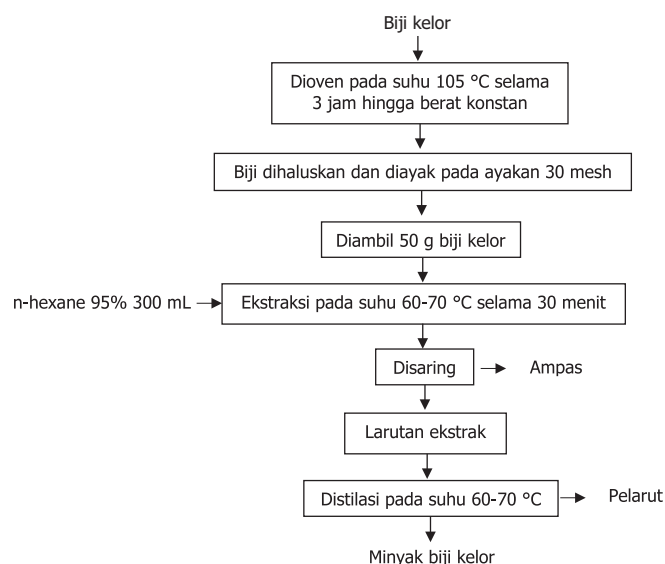 Biji kelor
Dioven pada suhu 105 °C selama
3 jam hingga berat konstan
Biji dihaluskan dan diayak pada ayakan 30 mesh
Diambil 50 g biji kelor
n-hexane 95% 300 mL
Ekstraksi pada suhu 60-70 °C selama 30 menit
Disaring
Ampas
Larutan ekstrak
Distilasi pada suhu 60-70 °C
Pelarut
Minyak biji kelor